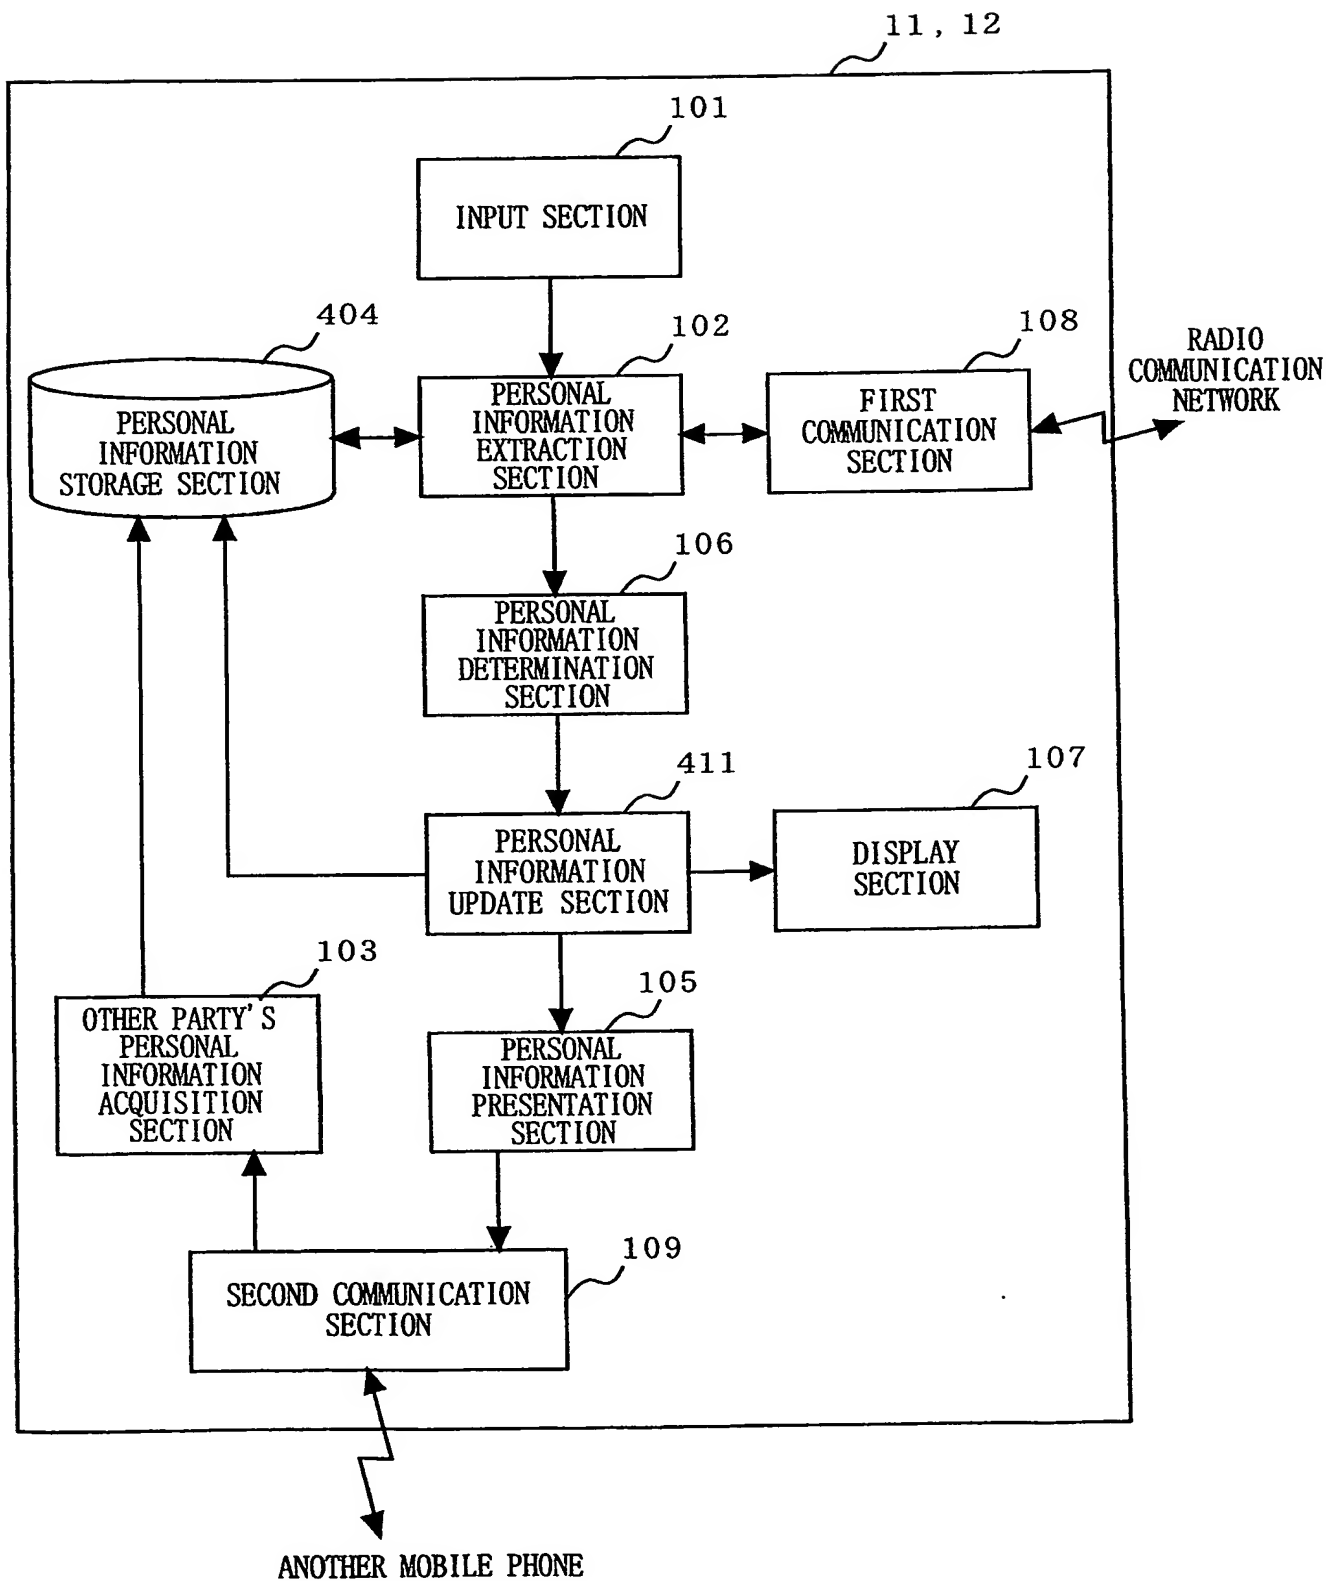 11, 12
101
INPUT SECTION
404
102
108
RADIO
COMMUNICATION
NETWORK
PERSONAL
INFORMATION
STORAGE SECTION
PERSONAL
INFORMATION
EXTRACTION
SECTION
FIRST
COMMUNICATION
SECTION
106
PERSONAL
INFORMATION
DETERMINATION
SECTION
411
107
PERSONAL
INFORMATION
UPDATE SECTION
DISPLAY
SECTION
103
105
OTHER PARTY'S
PERSONAL
INFORMATION
ACQUISITION
SECTION
PERSONAL
INFORMATION
PRESENTATION
SECTION
109
SECOND COMMUNICATION
SECTION
ANOTHER MOBILE PHONE